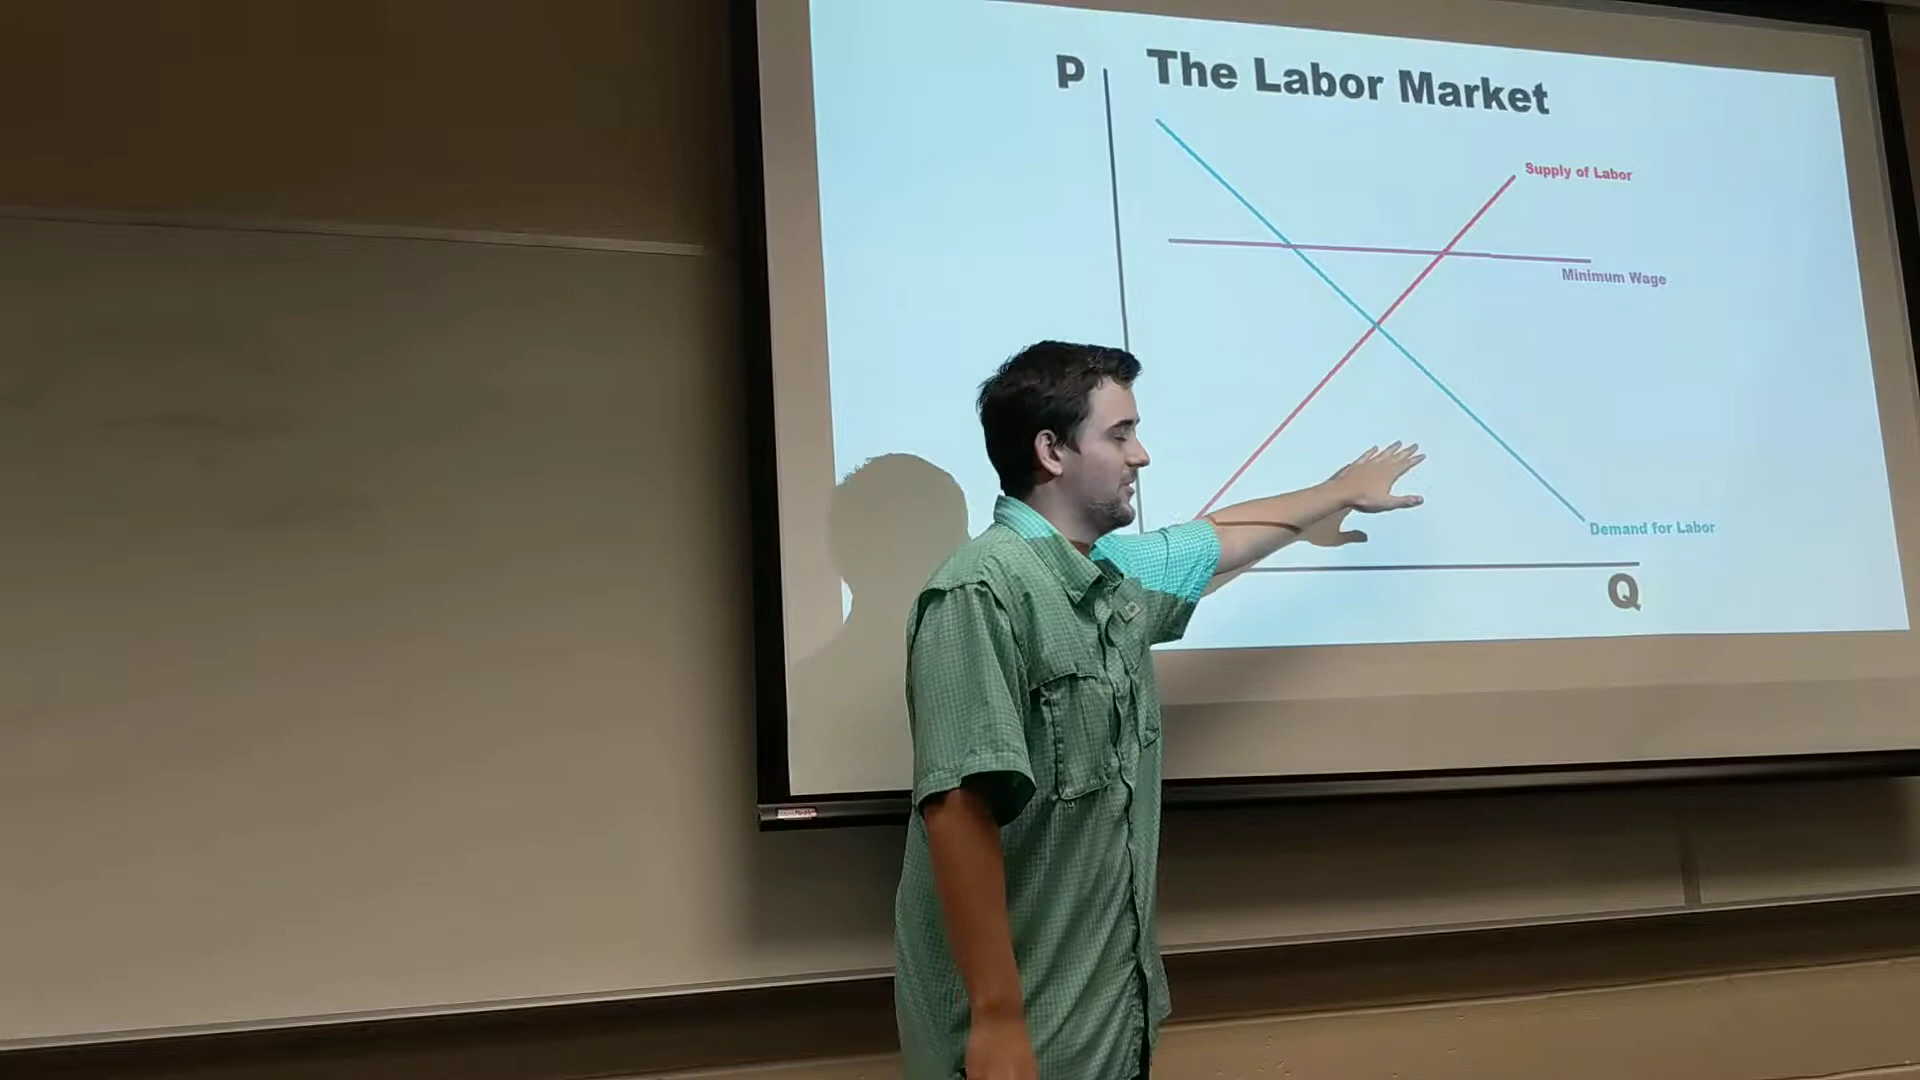 P
The Labor Market
Supply of Labor
Minimum Wage
Demand for Labor
Q